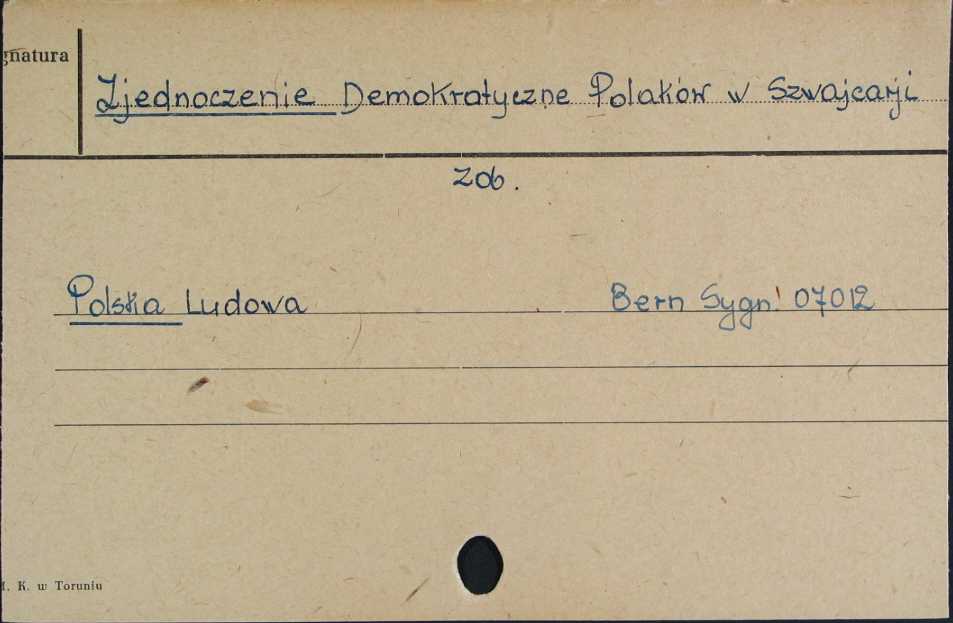 gnatura
Zjednoczenie Demokratyczne Polaków w Szwajcarji
Zob.
Polska Ludowa Bern Sygn. 07012
M. K. w Toruniu